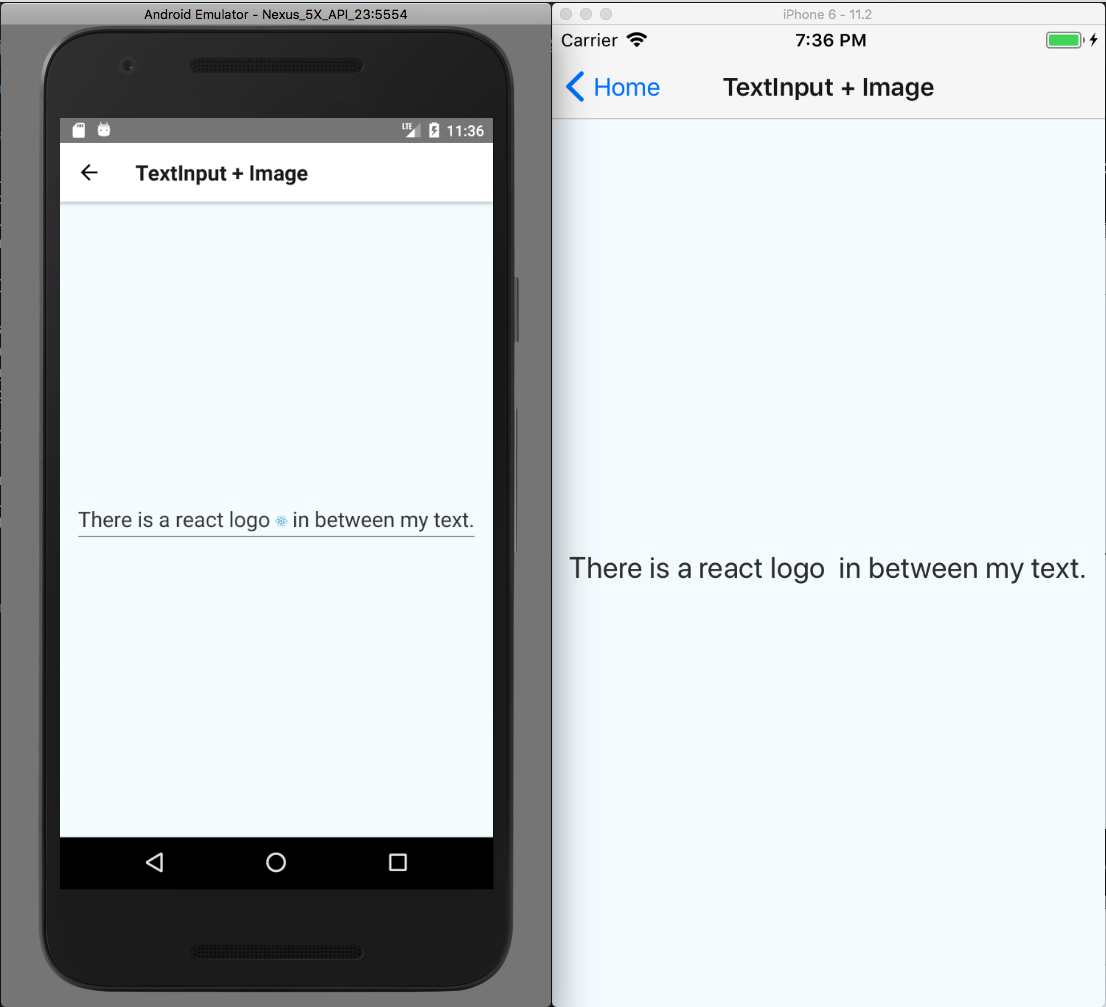 Android Emulator - Nexus_5X_API_23:5554
LTE 11:36
TextInput + Image
There is a react logo in between my text.
iPhone 6 - 11.2
Carrier 7:36 PM
Home TextInput + Image
There is a react logo in between my text.